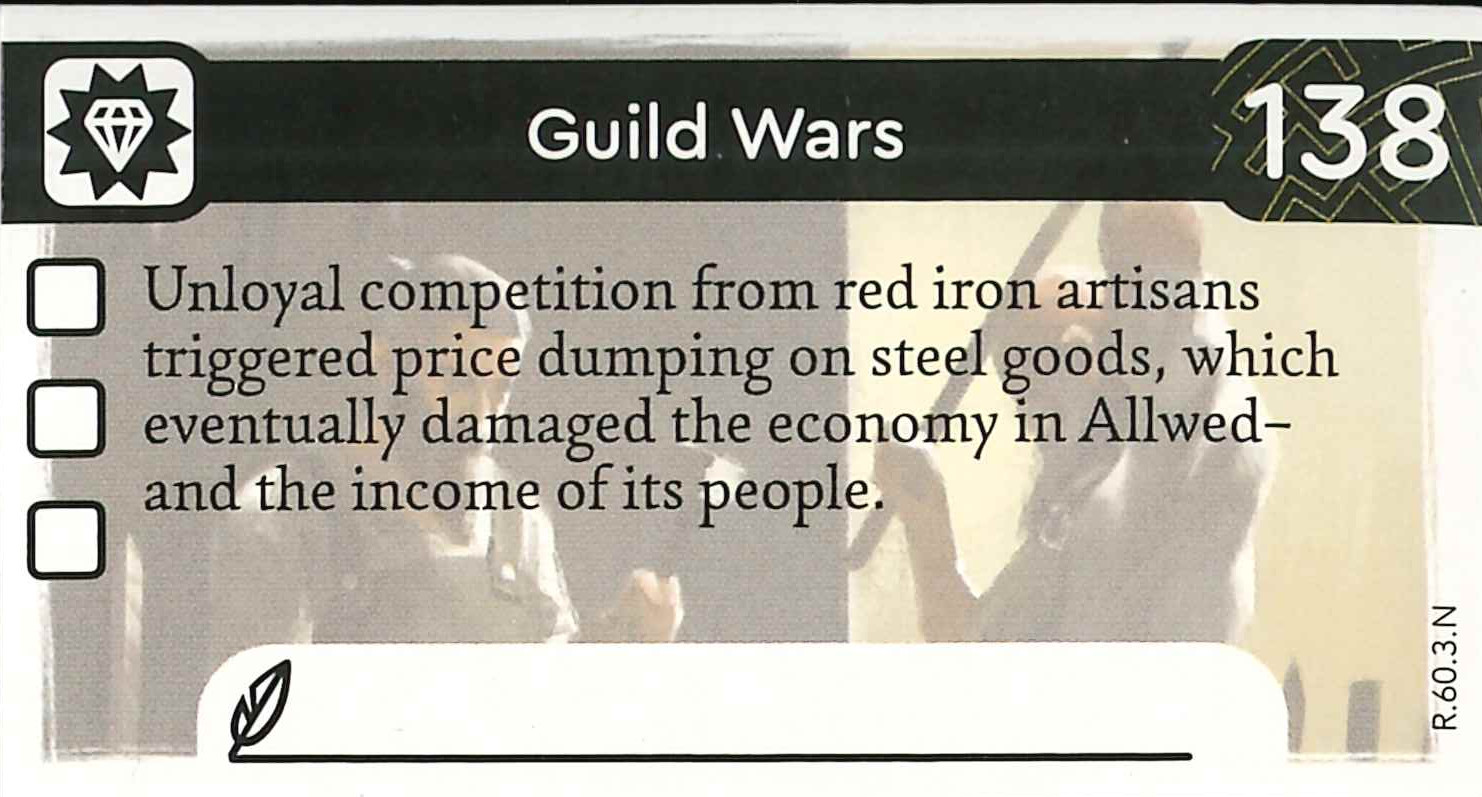 Guild Wars
138
Unloyal competition from red iron artisans
triggered price dumping on steel goods, which
eventually damaged the economy in Allwed–
and the income of its people.
R.60.3.N